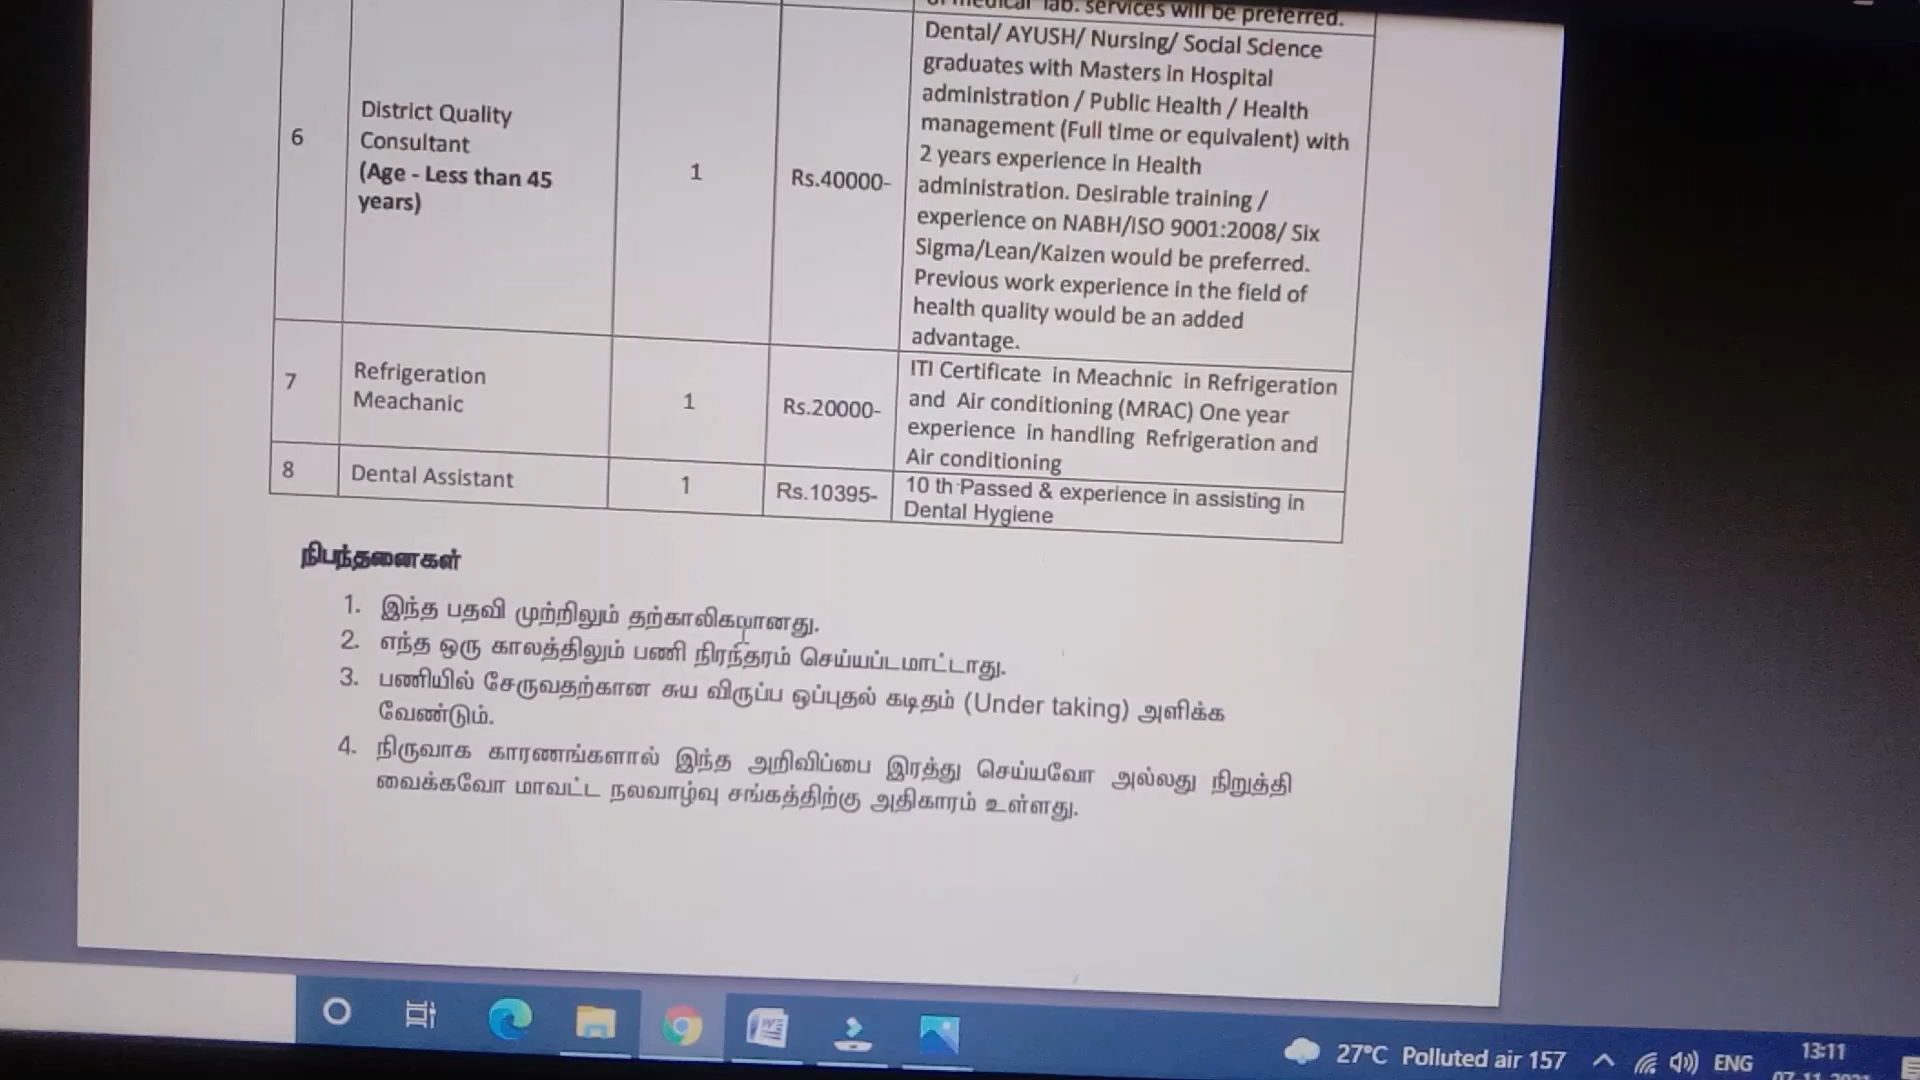 lab. services will be preferred.
6
District Quality
Consultant
(Age - Less than 45
years)
1
Rs.40000-
Dental/ AYUSH/ Nursing/ Social Science
graduates with Masters in Hospital
administration / Public Health / Health
management (Full time or equivalent) with
2 years experience in Health
administration. Desirable training /
experience on NABH/ISO 9001:2008/ Six
Sigma/Lean/Kaizen would be preferred.
Previous work experience in the field of
health quality would be an added
advantage.
7
Refrigeration
Meachanic
1
Rs.20000-
ITI Certificate in Meachnic in Refrigeration
and Air conditioning (MRAC) One year
experience in handling Refrigeration and
Air conditioning
8
Dental Assistant
1
Rs.10395-
10 th Passed & experience in assisting in
Dental Hygiene
நிபந்தனைகள்
1. இந்த பதவி முற்றிலும் தற்காலிகமானது.
2. எந்த ஒரு காலத்திலும் பணி நிரந்தரம் செய்யப்படமாட்டாது.
3. பணியில் சேருவதற்கான சுய விருப்ப ஒப்புதல் கடிதம் (Under taking) அளிக்க
வேண்டும்.
4. நிருவாக காரணங்களால் இந்த அறிவிப்பை இரத்து செய்யவோ அல்லது நிறுத்தி
வைக்கவோ மாவட்ட நலவாழ்வு சங்கத்திற்கு அதிகாரம் உள்ளது.
27°C Polluted air 157
ENG
13:11